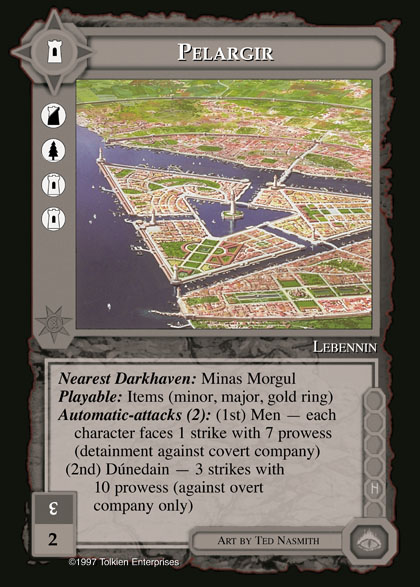 Pelargir
Lebennin
Nearest Darkhaven: Minas Morgul
Playable: Items (minor, major, gold ring)
Automatic-attacks (2): (1st) Men — each
character faces 1 strike with 7 prowess
(detainment against covert company)
(2nd) Dúnedain — 3 strikes with
10 prowess (against overt
company only)
H
2
Art by Ted Nasmith
©1997 Tolkien Enterprises